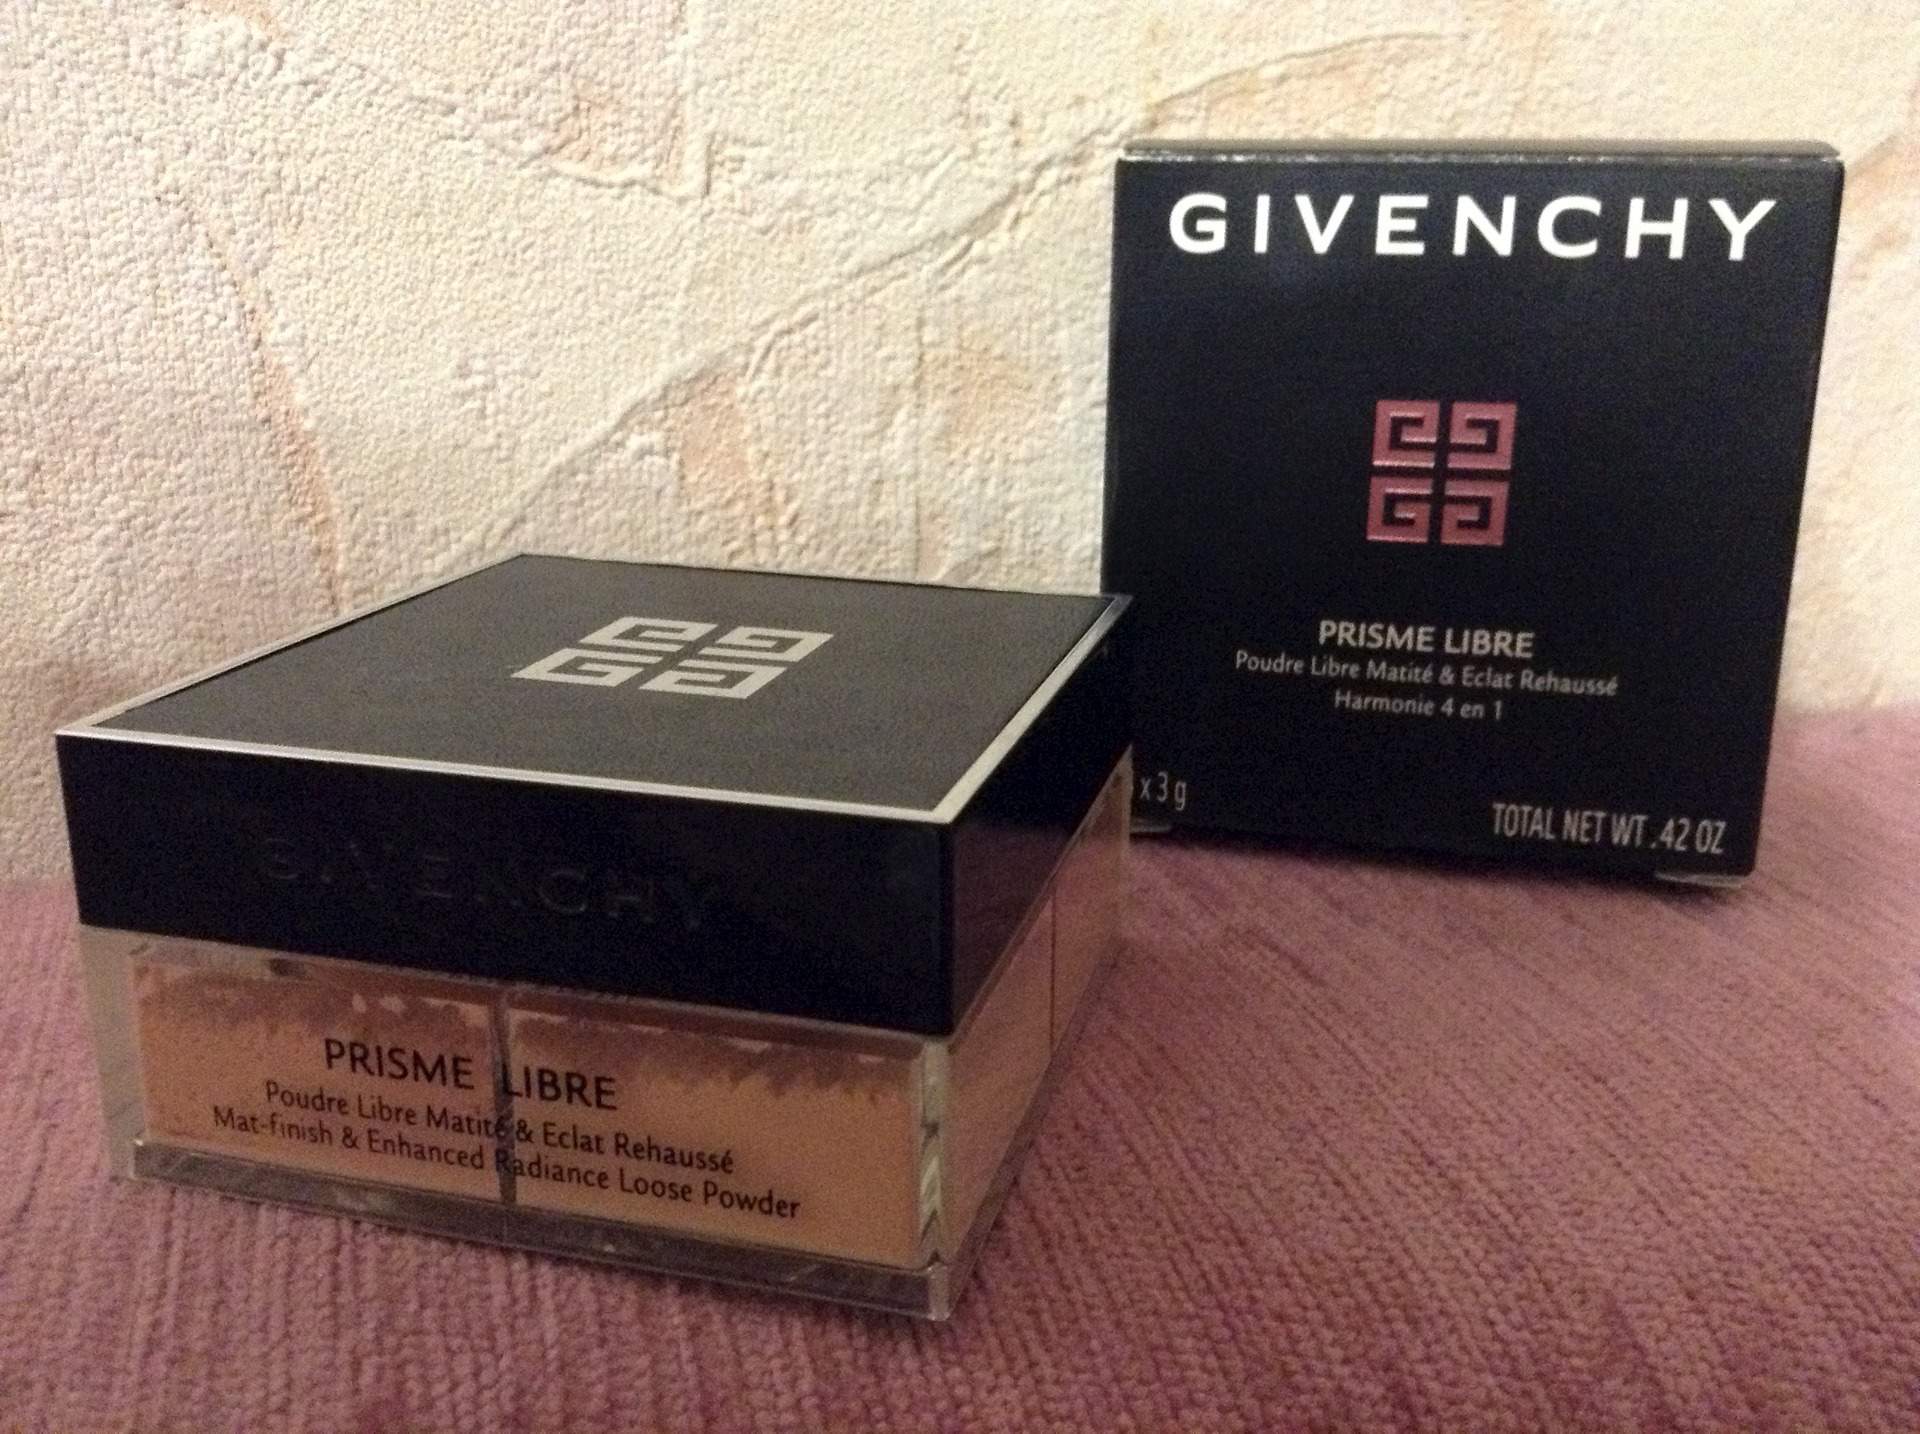 GIVENCHY
PRISME LIBRE
Poudre Libre Matité & Eclat Rehaussé
Harmonie 4 en 1
x 3 g
TOTAL NET WT .42 OZ
GIVENCHY
PRISME LIBRE
Poudre Libre Matité & Eclat Rehaussé
Mat-finish & Enhanced Radiance Loose Powder